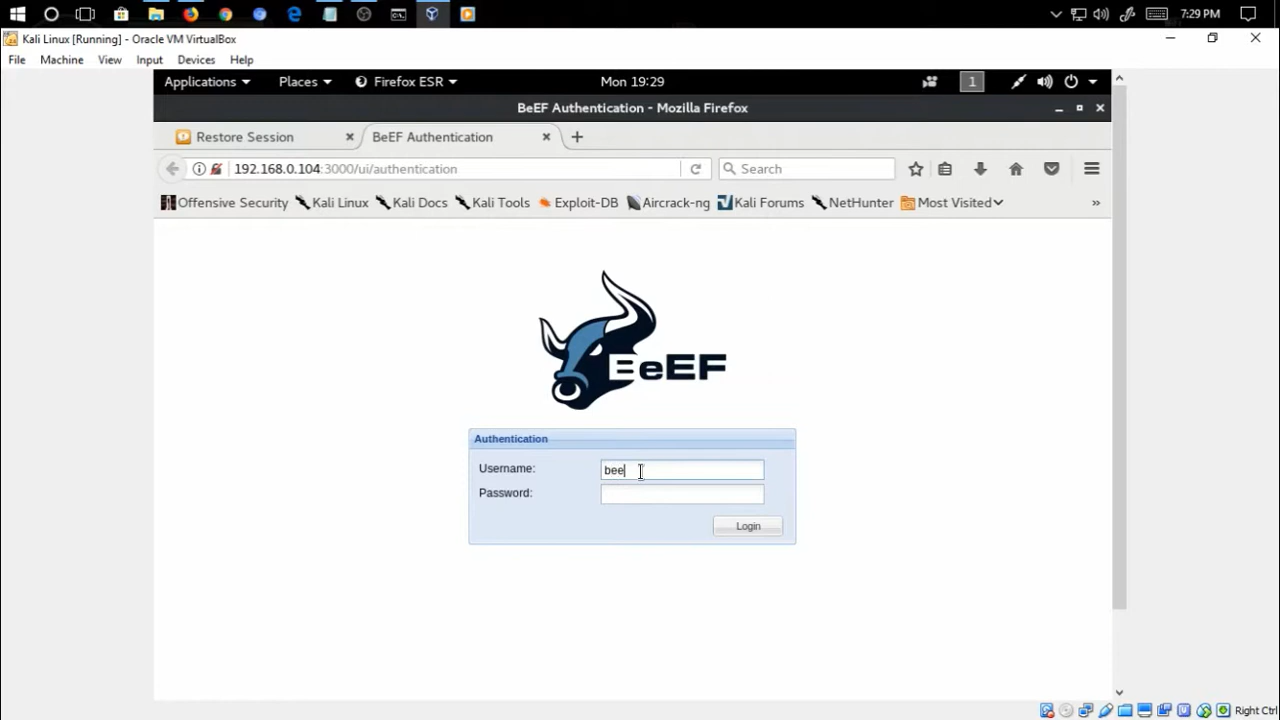 7:29 PM
Kali Linux [Running] - Oracle VM VirtualBox
File Machine View Input Devices Help
Applications Places Firefox ESR Mon 19:29 1
BeEF Authentication - Mozilla Firefox
Restore Session BeEF Authentication
192.168.0.104:3000/ui/authentication Search
Offensive Security Kali Linux Kali Docs Kali Tools Exploit-DB Aircrack-ng Kali Forums NetHunter Most Visited »
BeEF
Authentication
Username: bee
Password:
Login
Right Ctrl